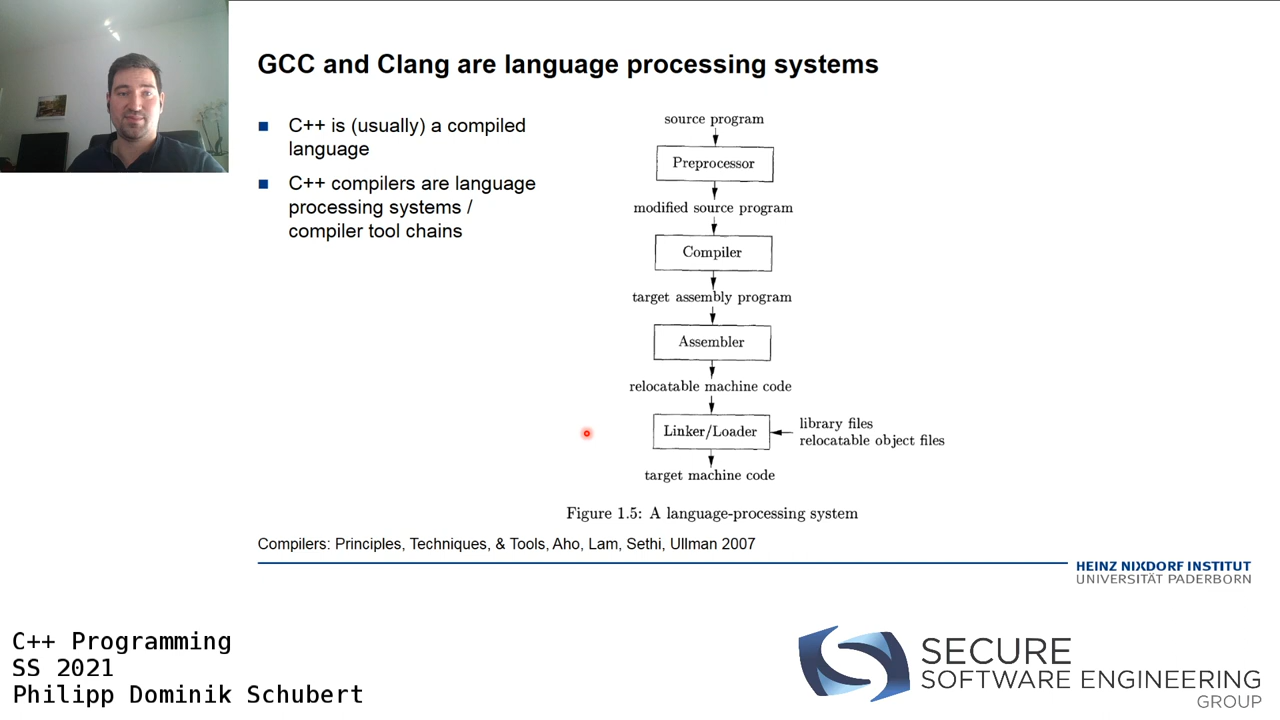 GCC and Clang are language processing systems
C++ is (usually) a compiled
language
C++ compilers are language
processing systems /
compiler tool chains
source program
Preprocessor
modified source program
Compiler
target assembly program
Assembler
relocatable machine code
Linker/Loader
library files
relocatable object files
target machine code
Figure 1.5: A language-processing system
Compilers: Principles, Techniques, & Tools, Aho, Lam, Sethi, Ullman 2007
HEINZ NIXDORF INSTITUT
UNIVERSITÄT PADERBORN
C++ Programming
SS 2021
Philipp Dominik Schubert
SECURE
SOFTWARE ENGINEERING
GROUP